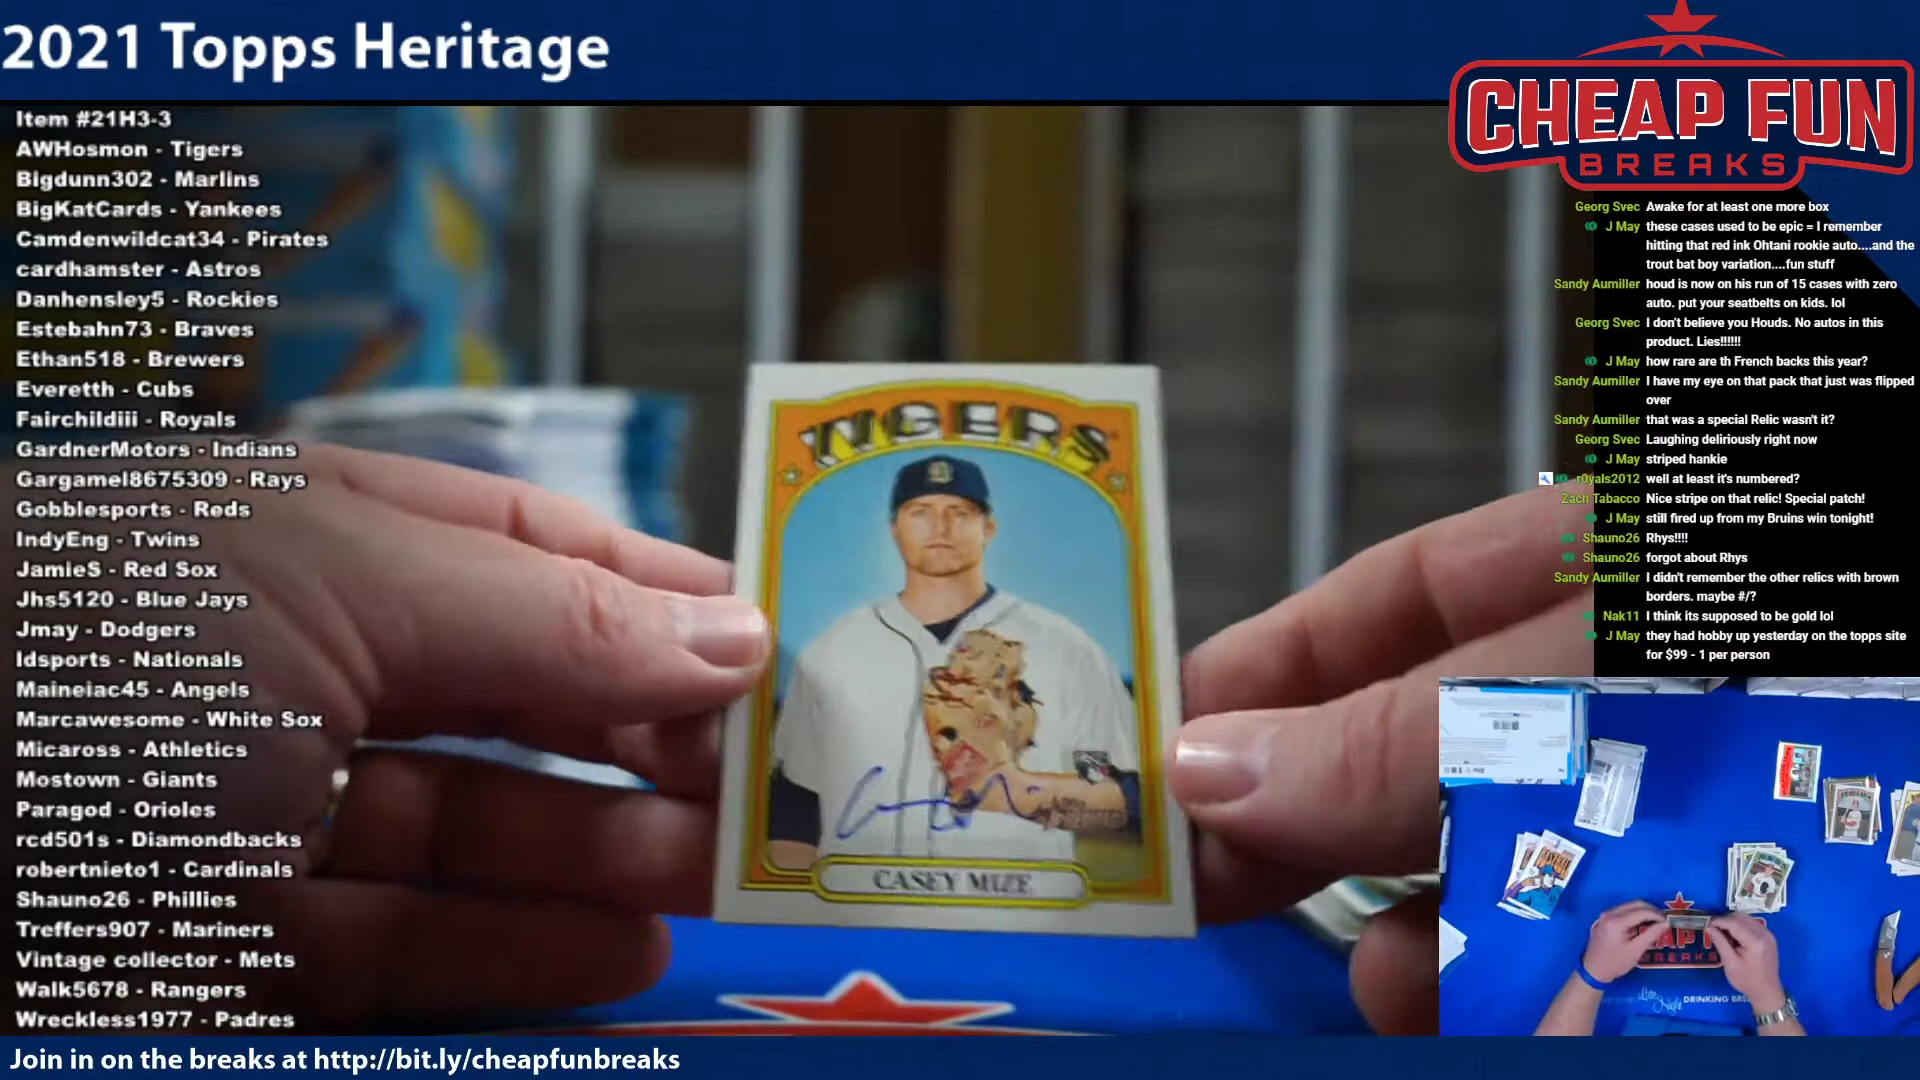 2021 Topps Heritage
CHEAP FUN
BREAKS
Item #21H3-3
AWHosmon - Tigers
Bigdunn302 - Marlins
BigKatCards - Yankees
Camdenwildcat34 - Pirates
cardhamster - Astros
Danhensley5 - Rockies
Estebahn73 - Braves
Ethan518 - Brewers
Everetth - Cubs
Fairchildiii - Royals
GardnerMotors - Indians
Gargamel8675309 - Rays
Gobblesports - Reds
IndyEng - Twins
JamieS - Red Sox
Jhs5120 - Blue Jays
Jmay - Dodgers
ldsports - Nationals
Maineiac45 - Angels
Marcawesome - White Sox
Micaross - Athletics
Mostown - Giants
Paragod - Orioles
rcd501s - Diamondbacks
robertnieto1 - Cardinals
Shauno26 - Phillies
Treffers907 - Mariners
Vintage collector - Mets
Walk5678 - Rangers
Wreckless1977 - Padres
TIGERS
CASEY MIZE
Georg Svec Awake for at least one more box
J May these cases used to be epic = I remember
hitting that red ink Ohtani rookie auto....and the
trout bat boy variation....fun stuff
Sandy Aumiller houd is now on his run of 15 cases with zero
auto. put your seatbelts on kids. lol
Georg Svec I don't believe you Houds. No autos in this
product. Lies!!!!!!
J May how rare are th French backs this year?
Sandy Aumiller I have my eye on that pack that just was flipped
over
Sandy Aumiller that was a special Relic wasn't it?
Georg Svec Laughing deliriously right now
J May striped hankie
r0yals2012 well at least it's numbered?
Zach Tabacco Nice stripe on that relic! Special patch!
J May still fired up from my Bruins win tonight!
Shauno26 Rhys!!!!
Shauno26 forgot about Rhys
Sandy Aumiller I didn't remember the other relics with brown
borders. maybe #/?
Nak11 I think its supposed to be gold lol
J May they had hobby up yesterday on the topps site
for $99 - 1 per person
BREAKS
Late Night DRINKING
Join in on the breaks at http://bit.ly/cheapfunbreaks